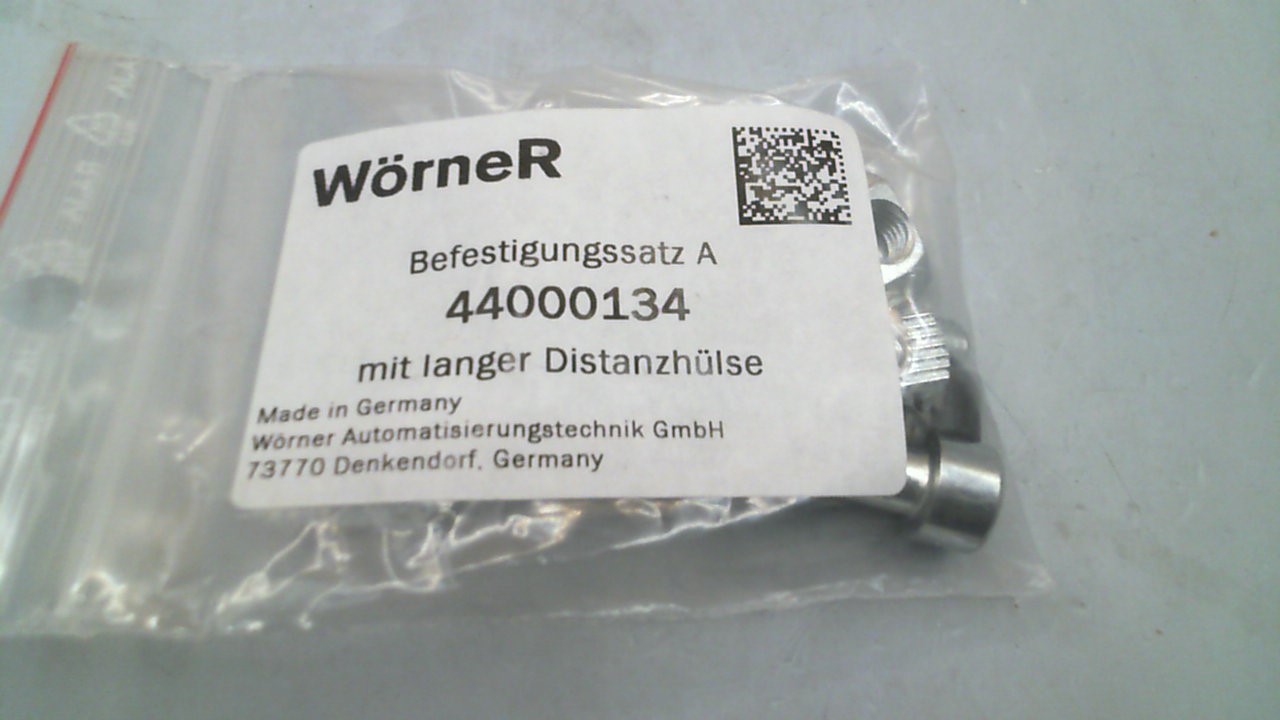 WörneR
Befestigungssatz A
44000134
mit langer Distanzhülse
Made in Germany
Wörner Automatisierungstechnik GmbH
73770 Denkendorf, Germany